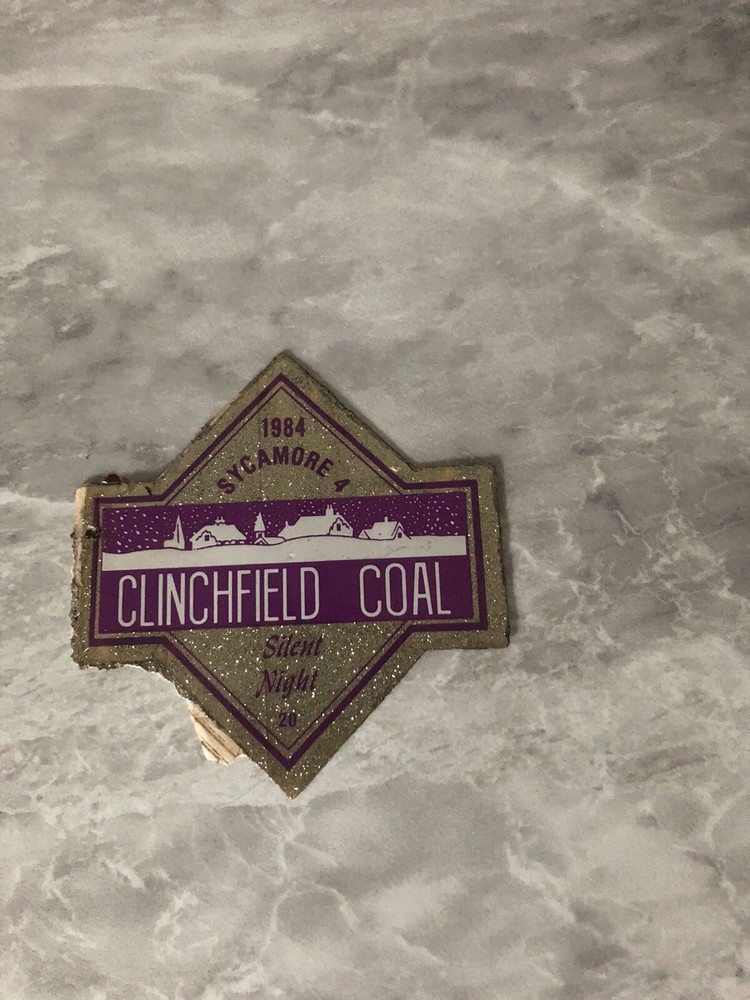 1984
SYCAMORE 4
CLINCHFIELD COAL
Silent
Night
20